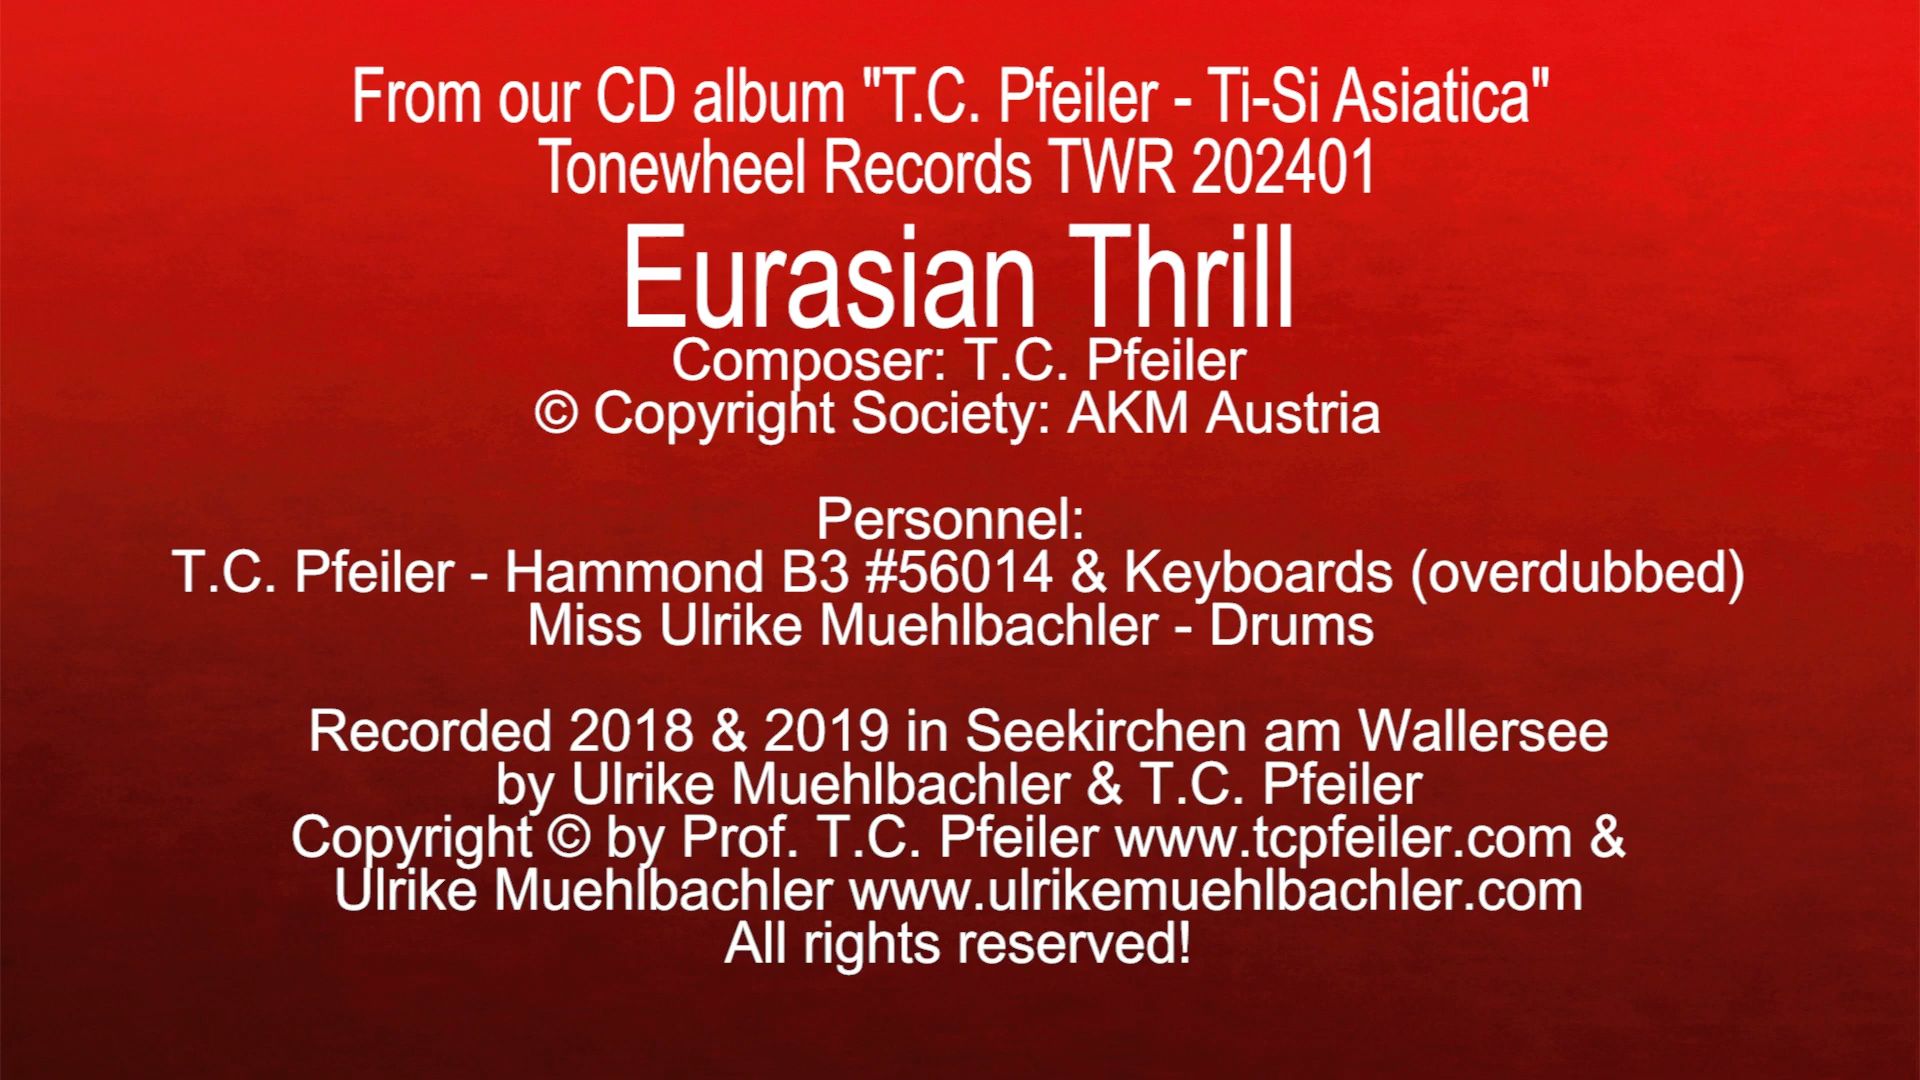 From our CD album "T.C. Pfeiler - Ti-Si Asiatica"
Tonewheel Records TWR 202401
Eurasian Thrill
Composer: T.C. Pfeiler
© Copyright Society: AKM Austria
Personnel:
T.C. Pfeiler - Hammond B3 #56014 & Keyboards (overdubbed)
Miss Ulrike Muehlbachler - Drums
Recorded 2018 & 2019 in Seekirchen am Wallersee
by Ulrike Muehlbachler & T.C. Pfeiler
Copyright © by Prof. T.C. Pfeiler www.tcpfeiler.com &
Ulrike Muehlbachler www.ulrikemuehlbachler.com
All rights reserved!